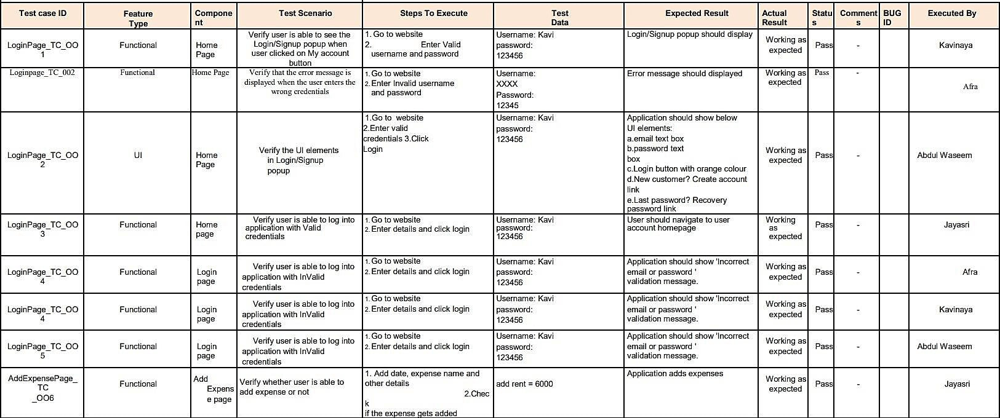 Test case ID
Feature
Type
Compone
nt
Test Scenario
Steps To Execute
Test
Data
Expected Result
Actual
Result
Statu
s
Comment
s
BUG
ID
Executed By
LoginPage_TC_OO
1
Functional
Home
Page
Verify user is able to see the
Login/Signup popup when
user clicked on My account
button
1. Go to website
2. Enter Valid
username and password
Username: Kavi
password:
123456
Login/Signup popup should display
Working as
expected
Pass
-
Kavinaya
Loginpage_TC_002
Functional
Home Page
Verify that the error message is
displayed when the user enters the
wrong credentials
1. Go to website
2. Enter Invalid username
and password
Username:
XXXX
Password:
12345
Error message should displayed
Working as
expected
Pass
-
Afra
LoginPage_TC_OO
2
UI
Home
Page
Verify the UI elements
in Login/Signup
popup
1.Go to website
2.Enter valid
credentials 3.Click
Login
Username: Kavi
password:
123456
Application should show below
UI elements:
a.email text box
b.password text
box
c.Login button with orange colour
d.New customer? Create account
link
e.Last password? Recovery
password link
Working as
expected
Pass
-
Abdul Waseem
LoginPage_TC_OO
3
Functional
Home
page
Verify user is able to log into
application with Valid
credentials
1. Go to website
2. Enter details and click login
Username: Kavi
password:
123456
User should navigate to user
account homepage
Working
as
expected
Pass
-
Jayasri
LoginPage_TC_OO
4
Functional
Login
page
Verify user is able to log into
application with InValid
credentials
1. Go to website
2. Enter details and click login
Username: Kavi
password:
123456
Application should show 'Incorrect
email or password '
validation message.
Working as
expected
Pass
-
Afra
LoginPage_TC_OO
4
Functional
Login
page
Verify user is able to log into
application with InValid
credentials
1. Go to website
2. Enter details and click login
Username: Kavi
password:
123456
Application should show 'Incorrect
email or password '
validation message.
Working as
expected
Pass
-
Kavinaya
LoginPage_TC_OO
5
Functional
Login
page
Verify user is able to log into
application with InValid
credentials
1. Go to website
2. Enter details and click login
Username: Kavi
password:
123456
Application should show 'Incorrect
email or password '
validation message.
Working as
expected
Pass
-
Abdul Waseem
AddExpensePage_
TC
_OO6
Functional
Add
Expens
e page
Verify whether user is able to
add expense or not
1. Add date, expense name and
other details
2.Chec
k
if the expense gets added
add rent = 6000
Application adds expenses
Working as
expected
Pass
-
Jayasri